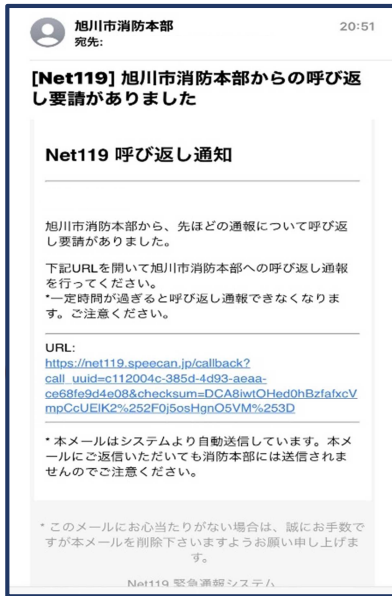 旭川市消防本部
20:51
宛先:
[Net119] 旭川市消防本部からの呼び返
し要請がありました
Net119 呼び返し通知
旭川市消防本部から、先ほどの通報について呼び返
し要請がありました。
下記URLを開いて旭川市消防本部への呼び返し通報
を行ってください。
*一定時間が過ぎると呼び返し通報できなくなりま
す。ご注意ください。
URL:
https://net119.speecan.jp/callback?
call_uuid=c112004c-385d-4d93-aeaa-
ce68fe9d4e08&checksum=DCA8iwtOHed0hBzfafxcV
mpCcUElK2%252F0j5osHgnO5VM%253D
* 本メールはシステムより自動送信しています。本メ
ールにご返信いただいても消防本部には送信されま
せんのでご注意ください。
* このメールにお心当たりがない場合は、誠にお手数で
すが本メールを削除下さいますようお願い申し上げま
す。
Net119 緊急通報システム